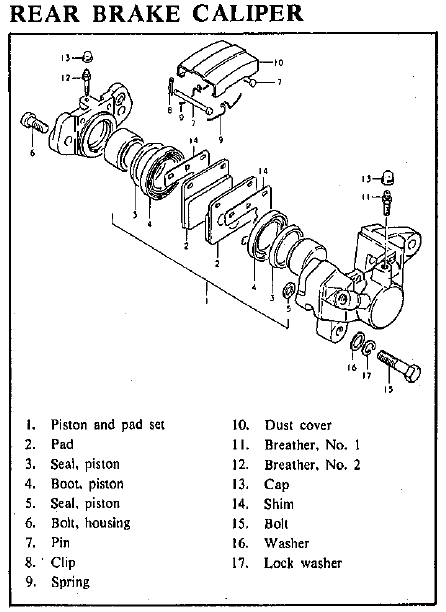 REAR BRAKE CALIPER
13
12
10
7
8
9
7
9
14
6
14
13
11
5
4
2
2
4
3
5
1
16
17
15
1. Piston and pad set
2. Pad
3. Seal, piston
4. Boot, piston
5. Seal, piston
6. Bolt, housing
7. Pin
8. Clip
9. Spring
10. Dust cover
11. Breather, No. 1
12. Breather, No. 2
13. Cap
14. Shim
15. Bolt
16. Washer
17. Lock washer